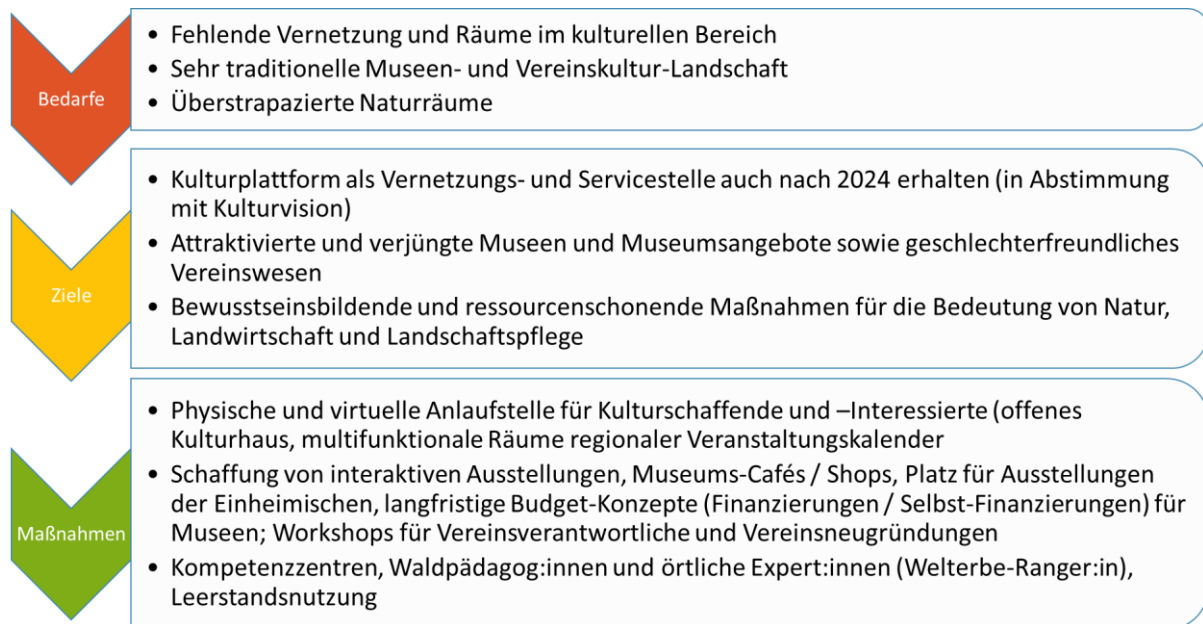 Bedarfe
• Fehlende Vernetzung und Räume im kulturellen Bereich
• Sehr traditionelle Museen- und Vereinskultur-Landschaft
• Überstrapazierte Naturräume
Ziele
• Kulturplattform als Vernetzungs- und Servicestelle auch nach 2024 erhalten (in Abstimmung
mit Kulturvision)
• Attraktivierte und verjüngte Museen und Museumsangebote sowie geschlechterfreundliches
Vereinswesen
• Bewusstseinsbildende und ressourcenschonende Maßnahmen für die Bedeutung von Natur,
Landwirtschaft und Landschaftspflege
Maßnahmen
• Physische und virtuelle Anlaufstelle für Kulturschaffende und –Interessierte (offenes
Kulturhaus, multifunktionale Räume regionaler Veranstaltungskalender
• Schaffung von interaktiven Ausstellungen, Museums-Cafés / Shops, Platz für Ausstellungen
der Einheimischen, langfristige Budget-Konzepte (Finanzierungen / Selbst-Finanzierungen) für
Museen; Workshops für Vereinsverantwortliche und Vereinsneugründungen
• Kompetenzzentren, Waldpädagog:innen und örtliche Expert:innen (Welterbe-Ranger:in),
Leerstandsnutzung